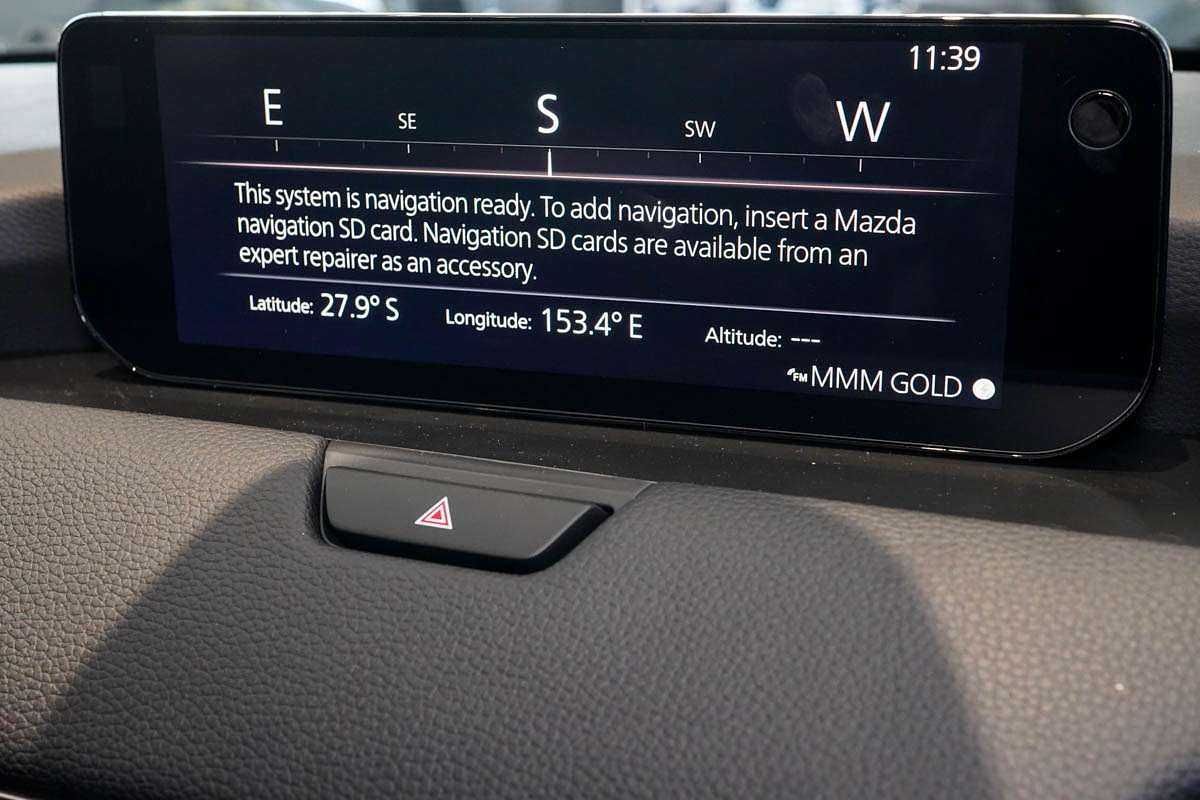 11:39
E SE S SW W
This system is navigation ready. To add navigation, insert a Mazda
navigation SD card. Navigation SD cards are available from an
expert repairer as an accessory.
Latitude: 27.9° S Longitude: 153.4° E Altitude: ---
FM MMM GOLD